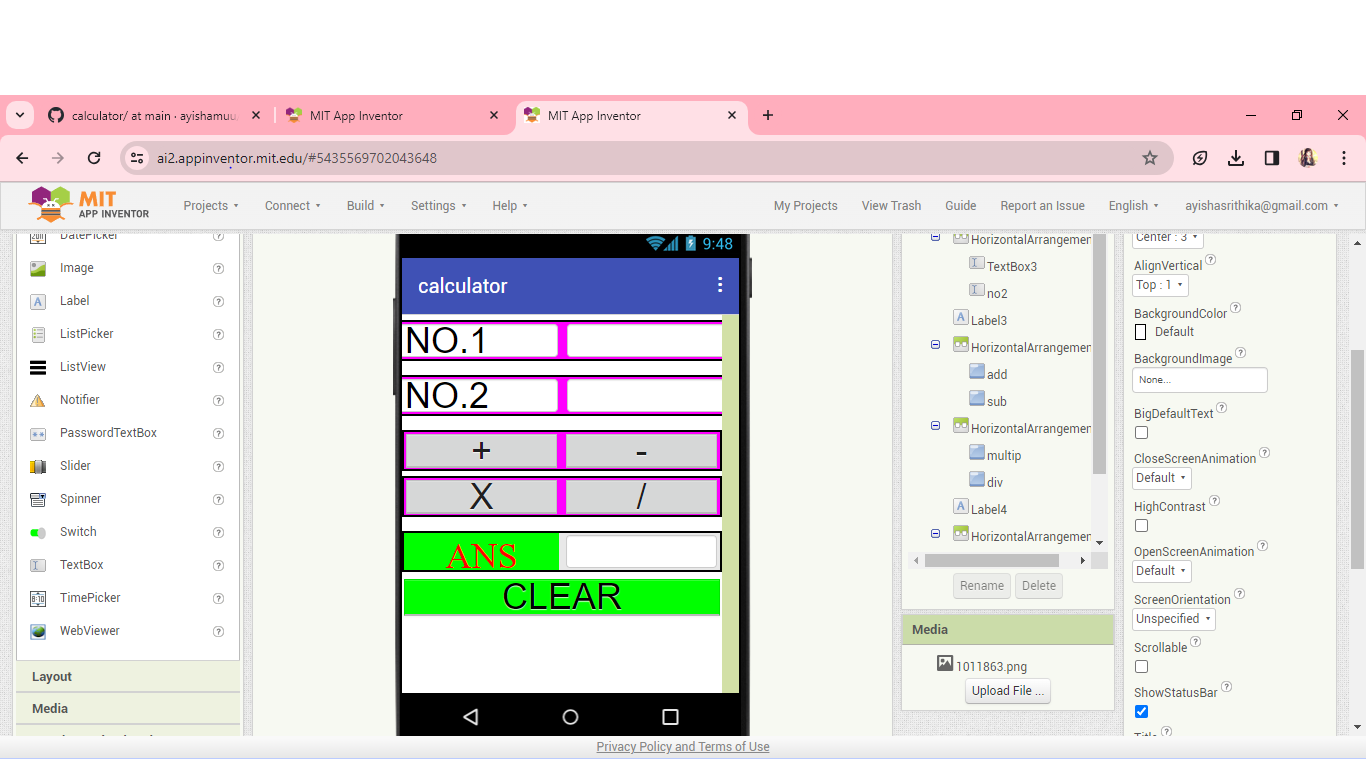 calculator/ at main · ayishamuu
MIT App Inventor
MIT App Inventor
ai2.appinventor.mit.edu/#5435569702043648
MIT
APP INVENTOR
Projects
Connect
Build
Settings
Help
My Projects
View Trash
Guide
Report an Issue
English
ayishasrithika@gmail.com
DatePicker
Image
Label
ListPicker
ListView
Notifier
PasswordTextBox
Slider
Spinner
Switch
TextBox
TimePicker
WebViewer
Layout
Media
9:48
calculator
NO.1
NO.2
+ -
X /
ANS
CLEAR
HorizontalArrangemen
TextBox3
no2
Label3
HorizontalArrangemen
add
sub
HorizontalArrangemen
multip
div
Label4
HorizontalArrangemen
Rename Delete
Media
1011863.png
Upload File ...
Center : 3
AlignVertical
Top : 1
BackgroundColor
Default
BackgroundImage
None...
BigDefaultText
CloseScreenAnimation
Default
HighContrast
OpenScreenAnimation
Default
ScreenOrientation
Unspecified
Scrollable
ShowStatusBar
Title
Privacy Policy and Terms of Use